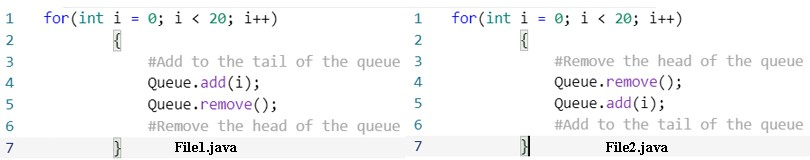 1 for(int i = 0; i < 20; i++)
2 {
3 #Add to the tail of the queue
4 Queue.add(i);
5 Queue.remove();
6 #Remove the head of the queue
7 } File1.java
1 for(int i = 0; i < 20; i++)
2 {
3 #Remove the head of the queue
4 Queue.remove();
5 Queue.add(i);
6 #Add to the tail of the queue
7 } File2.java